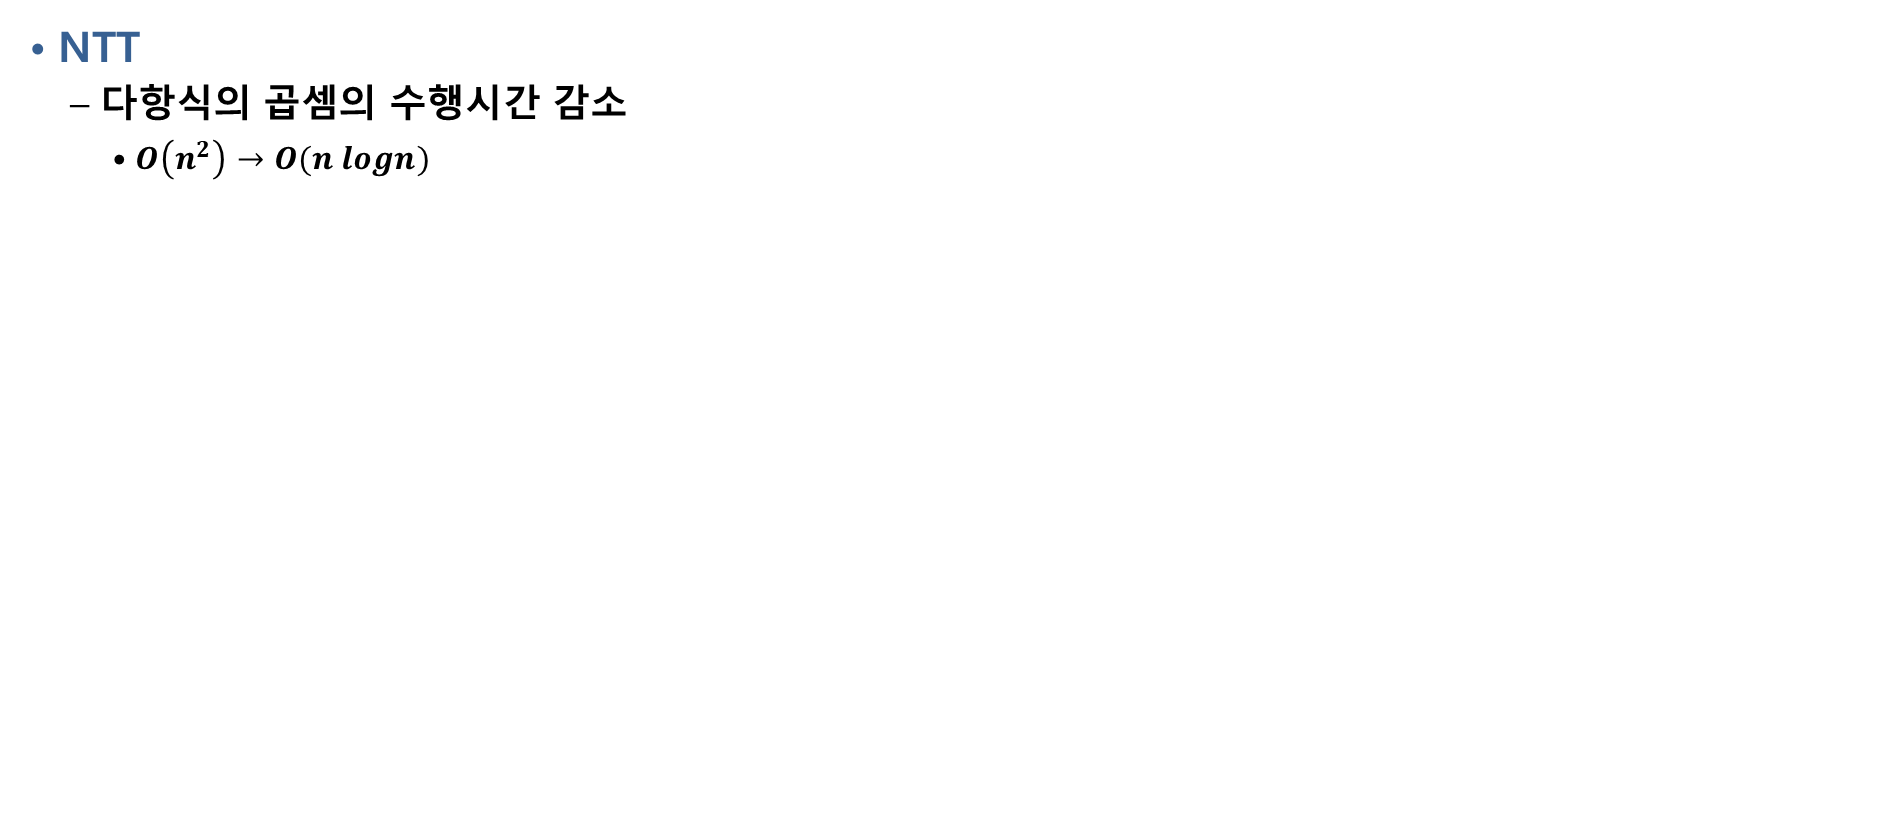 • NTT
– 다항식의 곱셈의 수행시간 감소
• O(n²) → O(n logn)